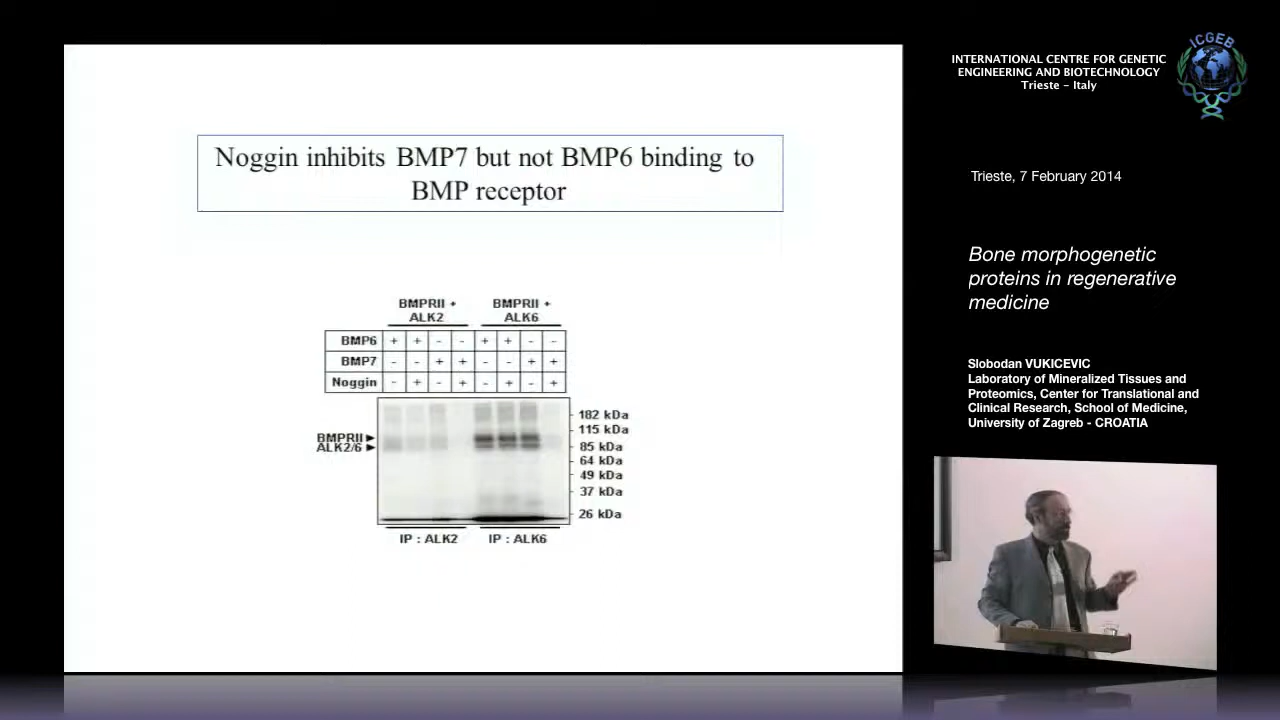 ICGEB
INTERNATIONAL CENTRE FOR GENETIC
ENGINEERING AND BIOTECHNOLOGY
Trieste - Italy
Noggin inhibits BMP7 but not BMP6 binding to
BMP receptor
Trieste, 7 February 2014
Bone morphogenetic
proteins in regenerative
medicine
BMPRII + BMPRII +
ALK2 ALK6
BMP6 + + - - + + - -
BMP7 - - + + - - + +
Noggin - + - + - + - +
182 kDa
115 kDa
BMPRII
ALK2/6 85 kDa
64 kDa
49 kDa
37 kDa
26 kDa
IP : ALK2 IP : ALK6
Slobodan VUKICEVIC
Laboratory of Mineralized Tissues and
Proteomics, Center for Translational and
Clinical Research, School of Medicine,
University of Zagreb - CROATIA